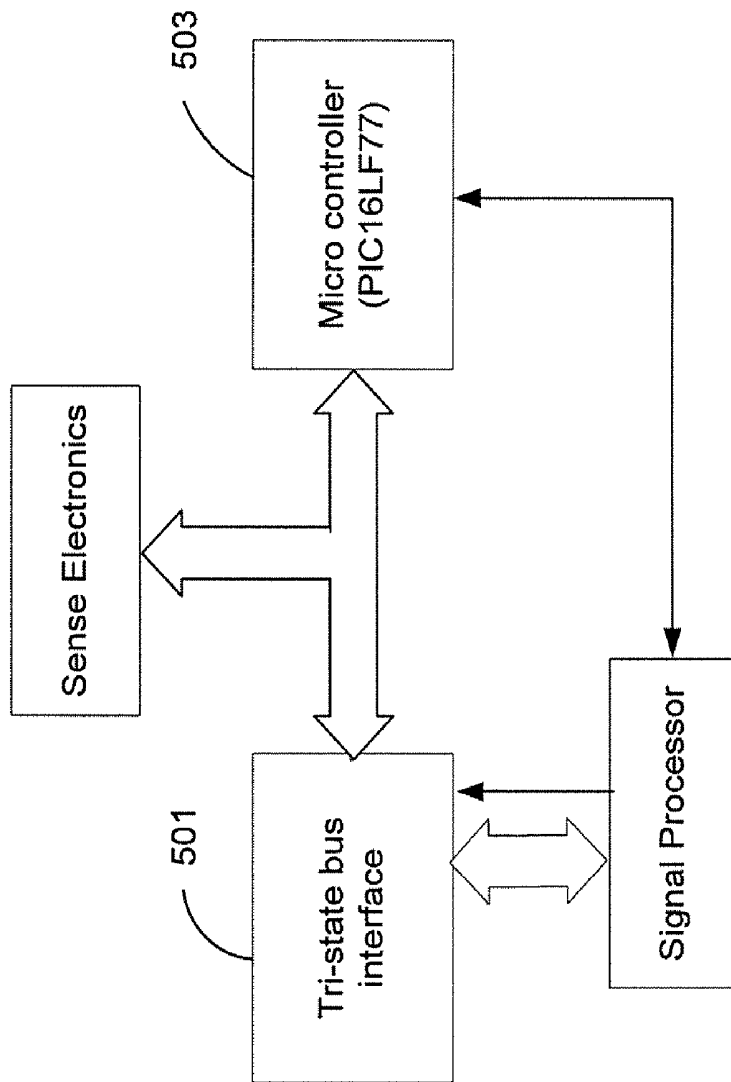 Sense Electronics
501
Tri-state bus
interface
503
Micro controller
(PIC16LF77)
Signal Processor